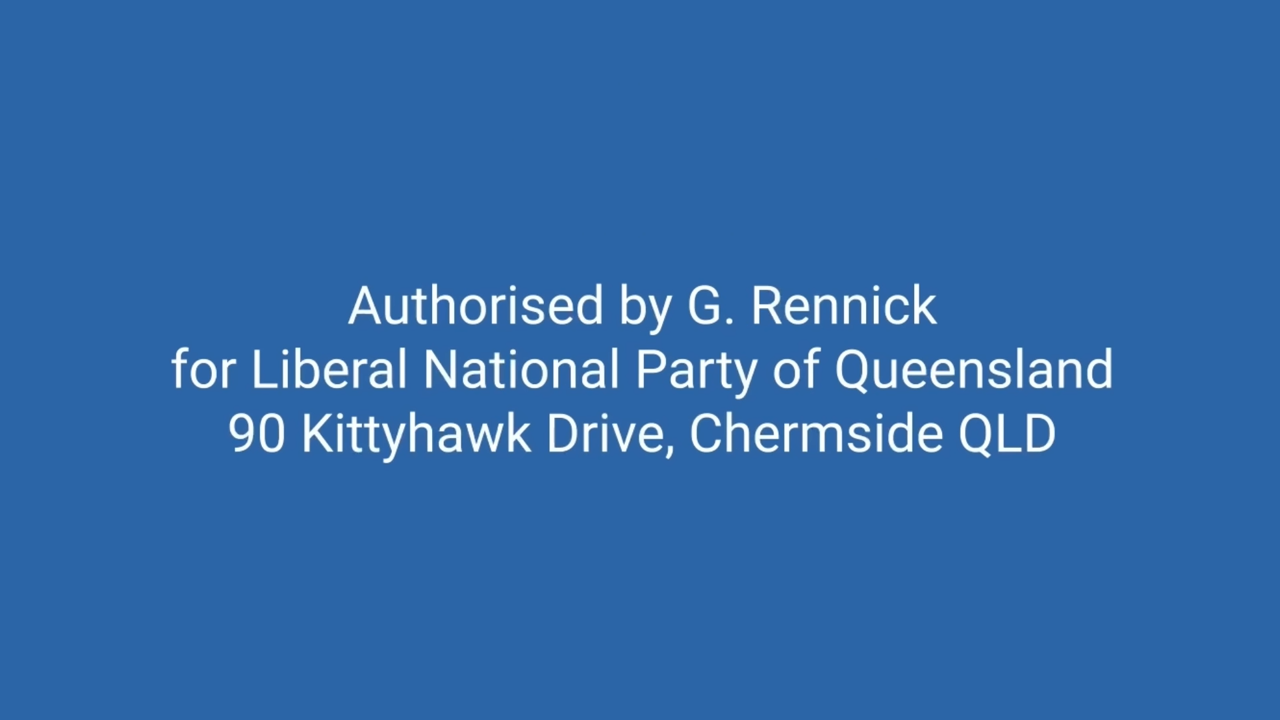 Authorised by G. Rennick
for Liberal National Party of Queensland
90 Kittyhawk Drive, Chermside QLD